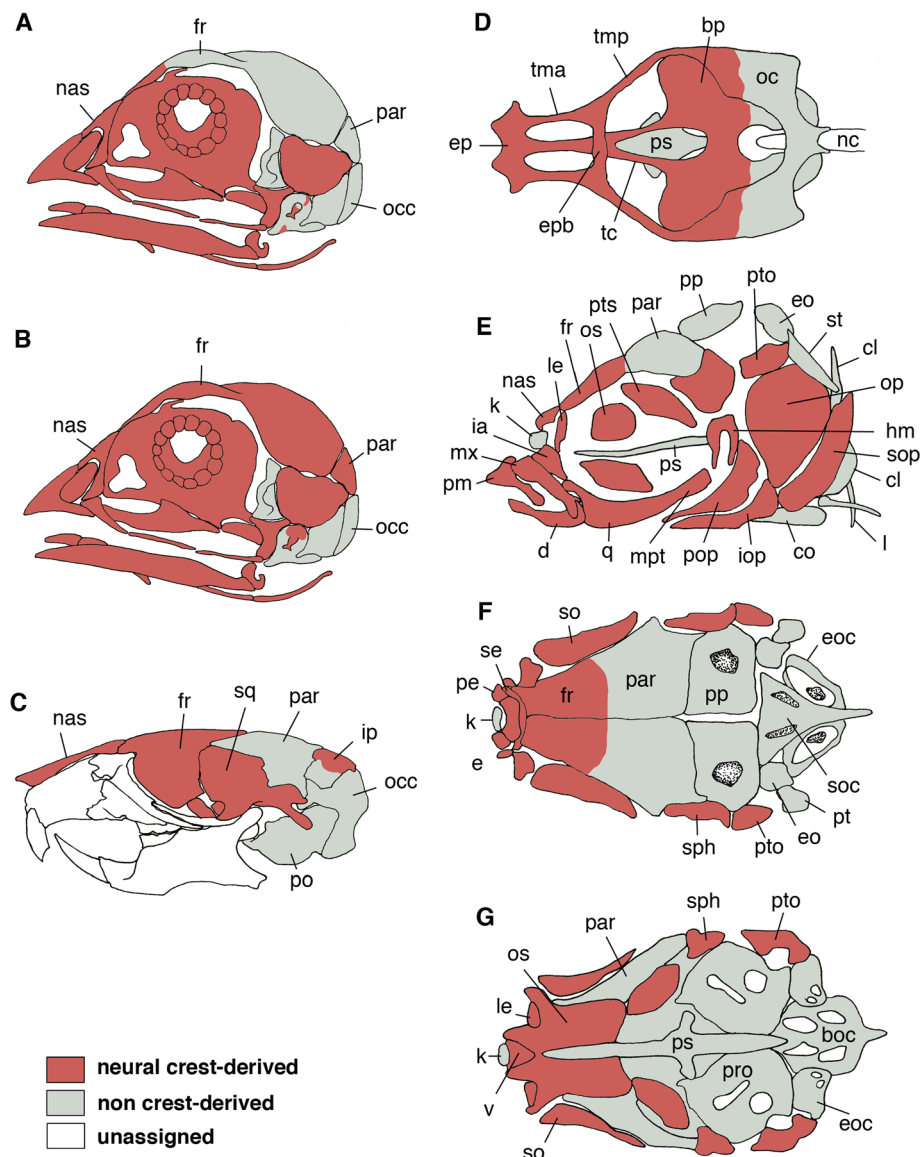 A
fr
nas
par
occ
B
fr
nas
par
occ
C
nas
fr
sq
par
ip
occ
po
neural crest-derived
non crest-derived
unassigned
D
bp
tmp
tma
oc
ep
ps
nc
epb
tc
E
pto
pp
eo
par
pts
st
os
fr
cl
le
op
nas
k
ia
hm
mx
ps
sop
pm
cl
d
q
mpt
pop
iop
co
l
F
so
eoc
se
pe
fr
par
pp
k
e
soc
pt
sph
pto
eo
G
sph
pto
par
os
le
k
ps
boc
pro
v
eoc
so